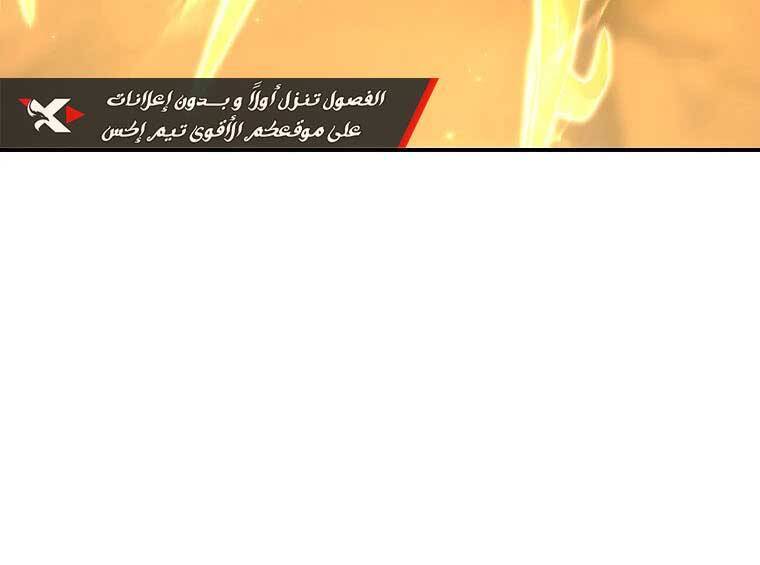 الفصول تنزل أولاً و بدون إعلانات
على موقعكم الأقوى تيم إكس